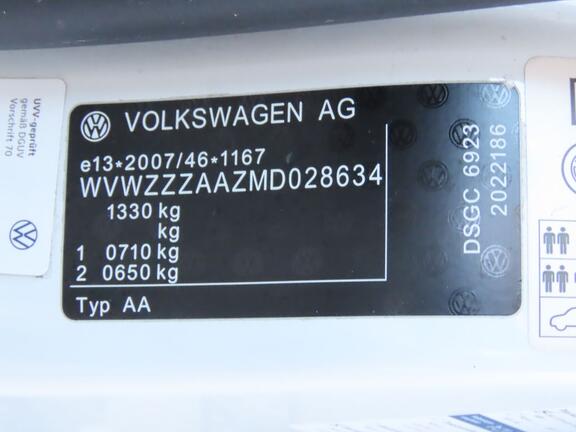 UVV-geprüft
gemäß DGUV
Vorschrift 70
VOLKSWAGEN AG
e13*2007/46*1167
WVWZZZAAZMD028634
1330 kg
kg
1 0710 kg
2 0650 kg
Typ AA
DSGC 6923
2022186